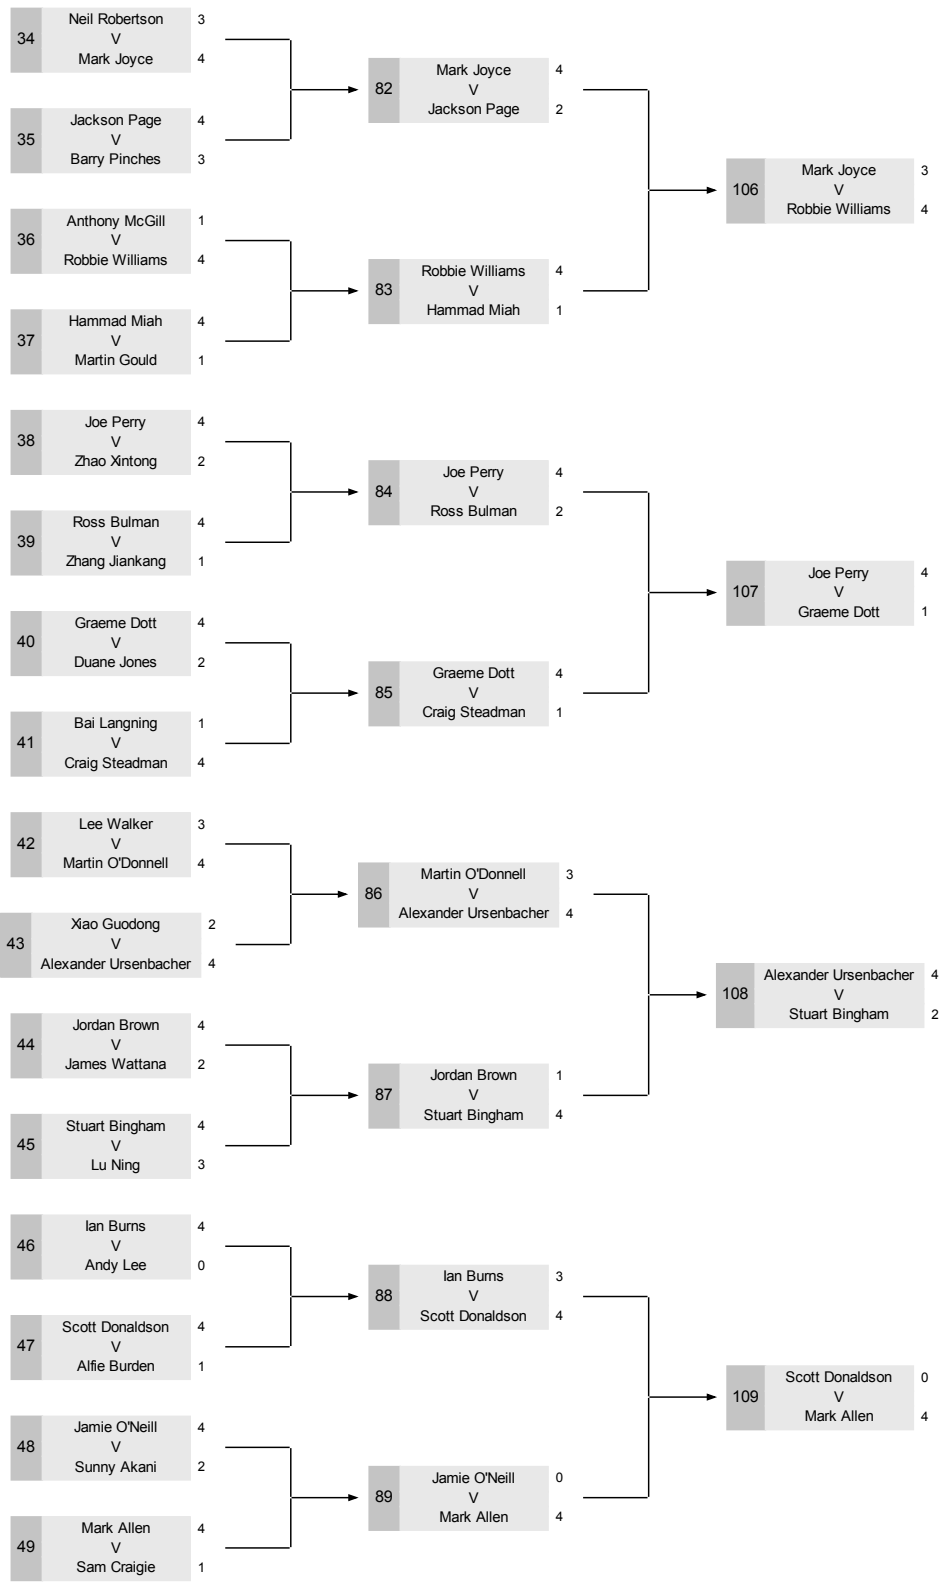 34
Neil Robertson 3
V
Mark Joyce 4
35
Jackson Page 4
V
Barry Pinches 3
82
Mark Joyce 4
V
Jackson Page 2
36
Anthony McGill 1
V
Robbie Williams 4
37
Hammad Miah 4
V
Martin Gould 1
83
Robbie Williams 4
V
Hammad Miah 1
106
Mark Joyce 3
V
Robbie Williams 4
38
Joe Perry 4
V
Zhao Xintong 2
39
Ross Bulman 4
V
Zhang Jiankang 1
84
Joe Perry 4
V
Ross Bulman 2
40
Graeme Dott 4
V
Duane Jones 2
41
Bai Langning 1
V
Craig Steadman 4
85
Graeme Dott 4
V
Craig Steadman 1
107
Joe Perry 4
V
Graeme Dott 1
42
Lee Walker 3
V
Martin O'Donnell 4
43
Xiao Guodong 2
V
Alexander Ursenbacher 4
86
Martin O'Donnell 3
V
Alexander Ursenbacher 4
44
Jordan Brown 4
V
James Wattana 2
45
Stuart Bingham 4
V
Lu Ning 3
87
Jordan Brown 1
V
Stuart Bingham 4
108
Alexander Ursenbacher 4
V
Stuart Bingham 2
46
Ian Burns 4
V
Andy Lee 0
47
Scott Donaldson 4
V
Alfie Burden 1
88
Ian Burns 3
V
Scott Donaldson 4
48
Jamie O'Neill 4
V
Sunny Akani 2
49
Mark Allen 4
V
Sam Craigie 1
89
Jamie O'Neill 0
V
Mark Allen 4
109
Scott Donaldson 0
V
Mark Allen 4